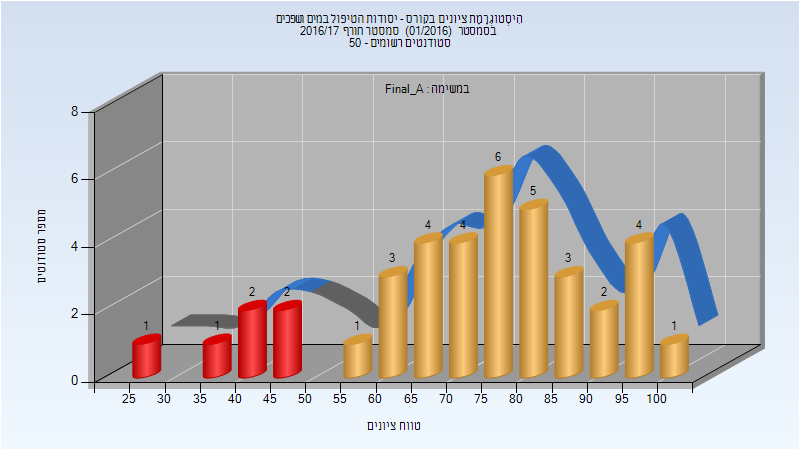 הִיסְטוֹגְרָמַת ציונים בקורס - יסודות הטיפול במים ושפכים
בסמסטר (01/2016) סמסטר חורף 2016/17
סטודנטים רשומים - 50
במשימה : Final_A
מספר סטודנטים
8
6
4
2
0
1 1 2 2 1 3 4 4 6 5 3 2 4 1
25 30 35 40 45 50 55 60 65 70 75 80 85 90 95 100
טווח ציונים